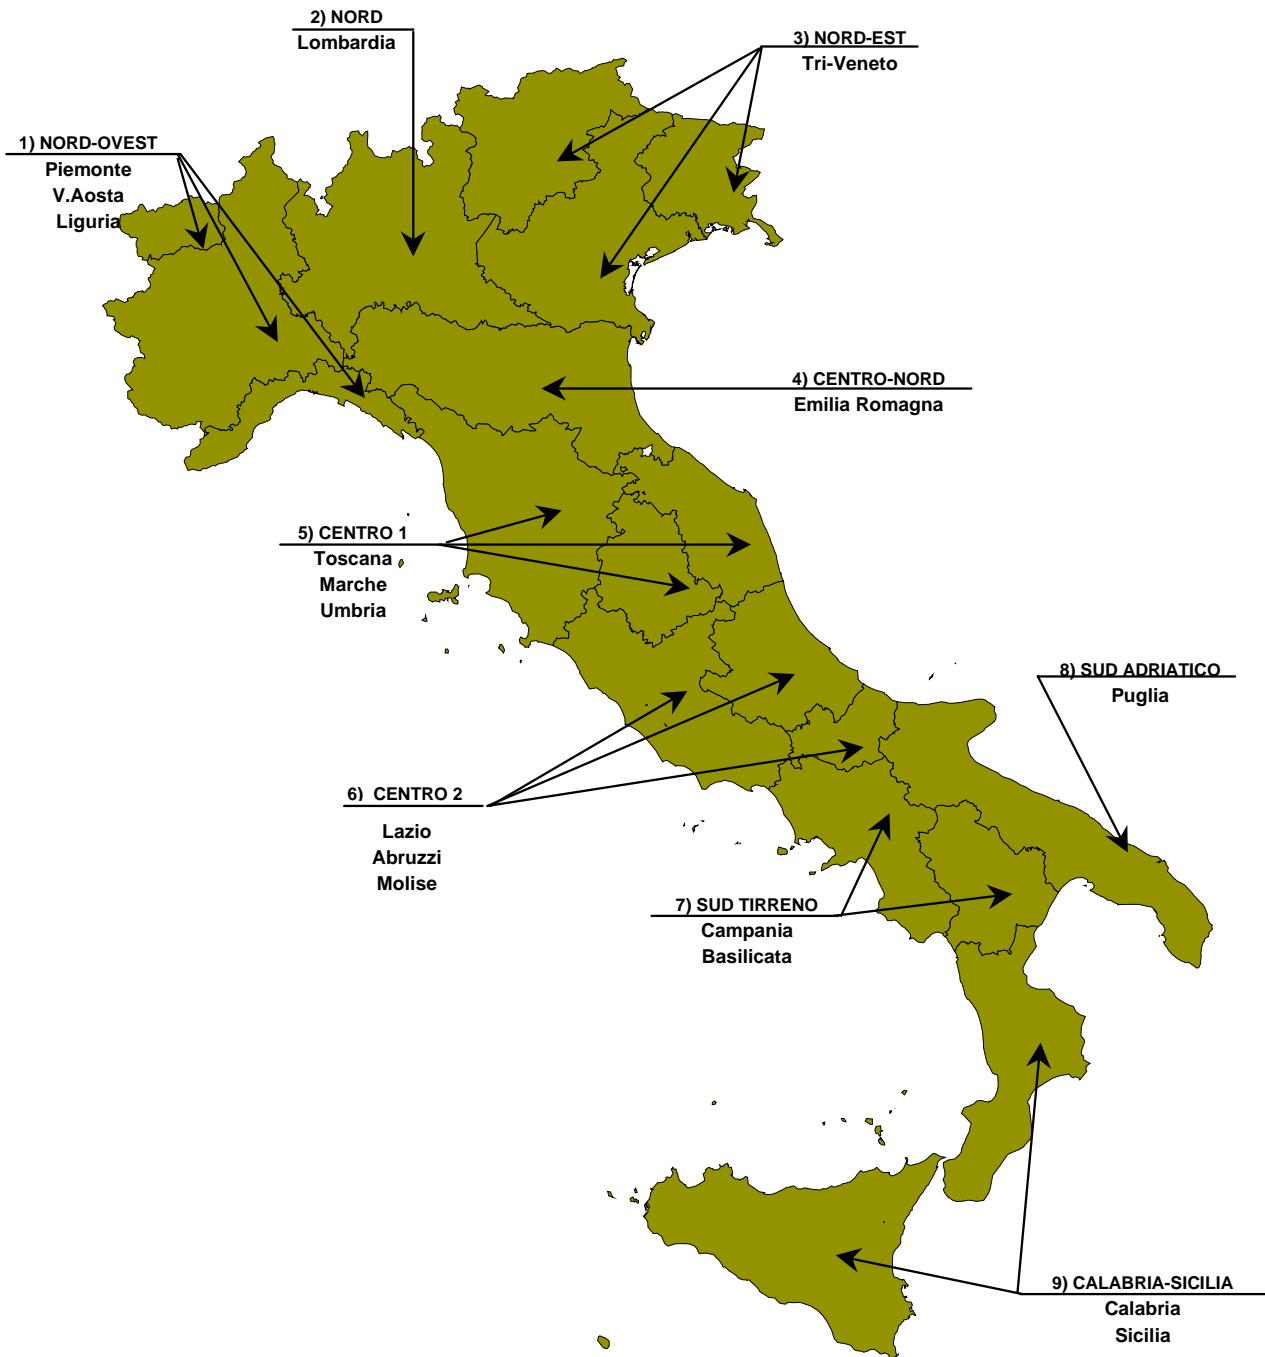 2) NORD
Lombardia
3) NORD-EST
Tri-Veneto
1) NORD-OVEST
Piemonte
V.Aosta
Liguria
4) CENTRO-NORD
Emilia Romagna
5) CENTRO 1
Toscana
Marche
Umbria
8) SUD ADRIATICO
Puglia
6) CENTRO 2
Lazio
Abruzzi
Molise
7) SUD TIRRENO
Campania
Basilicata
9) CALABRIA-SICILIA
Calabria
Sicilia